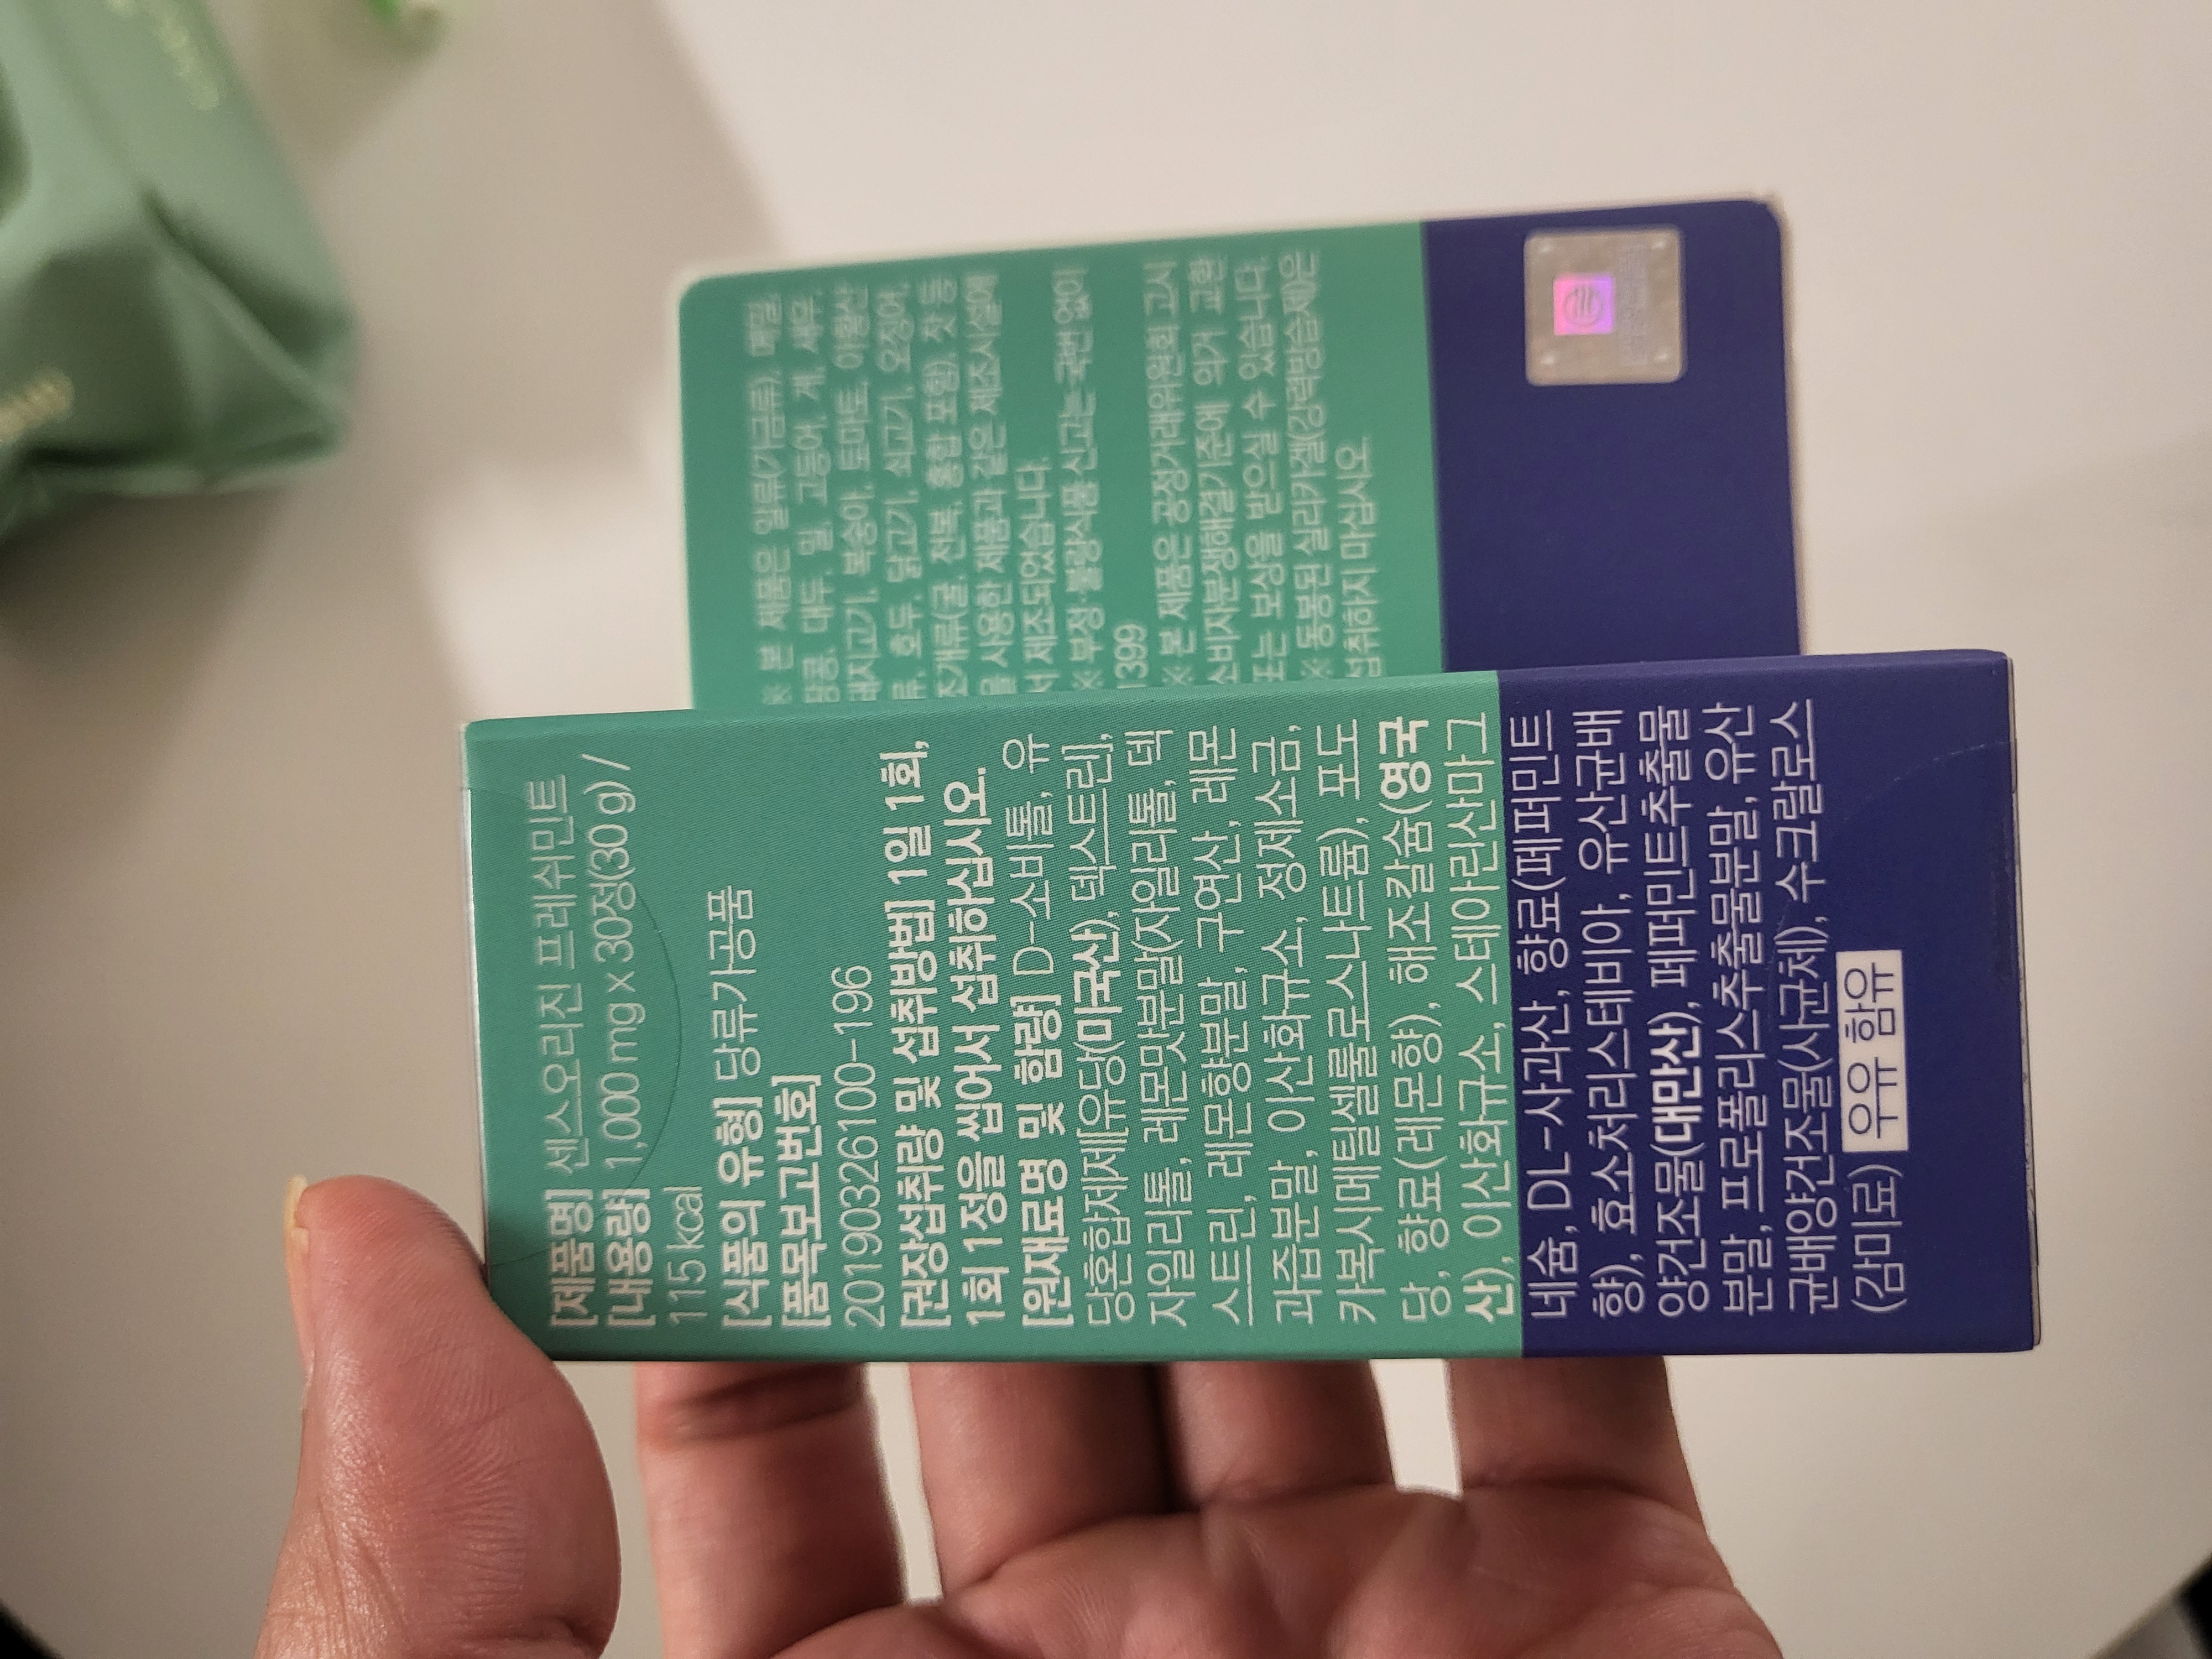 [제품명] 센스오리진 프레쉬민트
[내용량] 1,000 mg x 30정(30 g) /
115 kcal
[식품의 유형] 당류가공품
[품목보고번호]
20190326100-196
[권장섭취량 및 섭취방법] 1일 1회,
1회 1정을 씹어서 섭취하십시오.
[원재료명 및 함량] D-소비톨, 유
당혼합제제[유당(미국산), 덱스트린],
자일리톨, 레몬맛분말(자일리톨, 덱
스트린, 레몬향분말, 구연산, 레몬
과즙분말, 이산화규소, 정제소금,
카복시메틸셀룰로스나트륨), 포도
당, 향료(레몬향), 해조칼슘(영국
산), 이산화규소, 스테아린산마그
네슘, DL-사과산, 향료(페퍼민트
향), 효소처리스테비아, 유산균배
양건조물(대만산), 페퍼민트추출물
분말, 프로폴리스추출물분말, 유산
균배양건조물(사균체), 수크랄로스
(감미료) 우유 함유
※ 본 제품은 알류(가금류), 메밀,
땅콩, 대두, 밀, 고등어, 게, 새우,
돼지고기, 복숭아, 토마토, 아황산
류, 호두, 닭고기, 쇠고기, 오징어,
조개류(굴, 전복, 홍합 포함), 잣 등
을 사용한 제품과 같은 제조시설에
서 제조되었습니다.
※ 부정·불량식품 신고는 국번 없이
1399
※ 본 제품은 공정거래위원회 고시
소비자분쟁해결기준에 의거 교환
또는 보상을 받으실 수 있습니다.
※ 동봉된 실리카겔(강력방습제)은
섭취하지 마십시오.